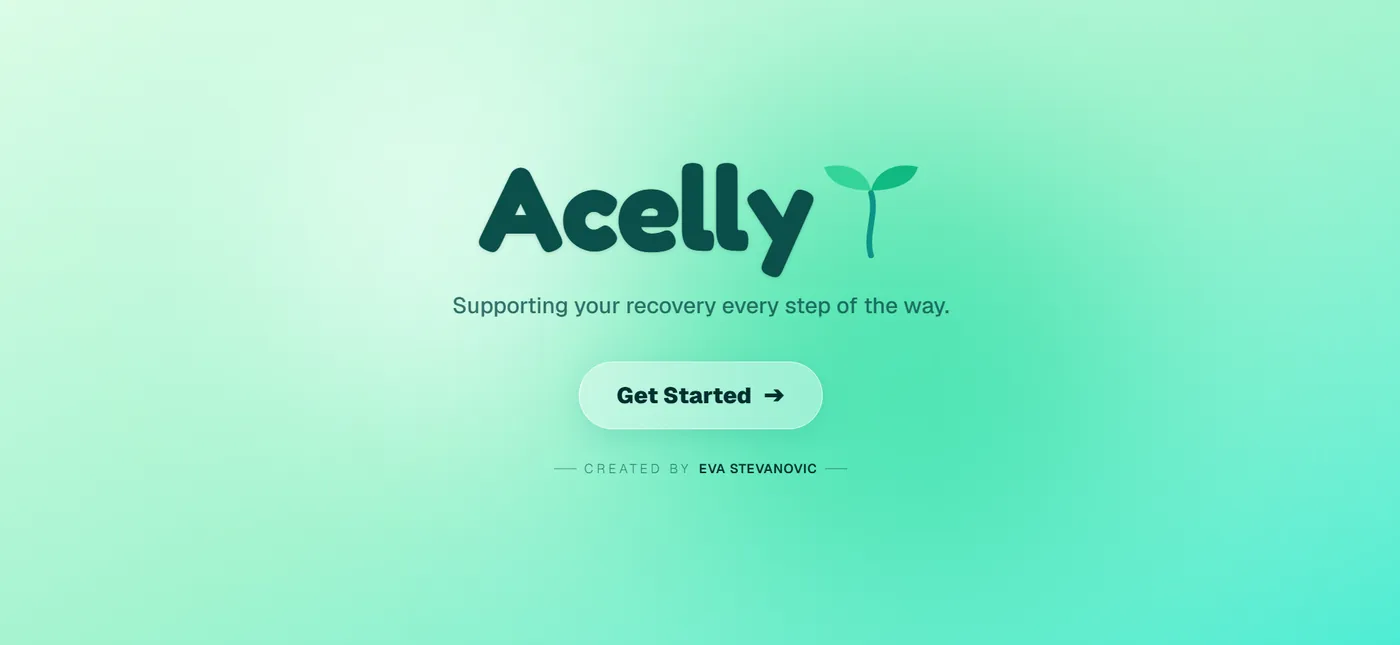 Acelly
Supporting your recovery every step of the way.
Get Started →
CREATED BY EVA STEVANOVIC